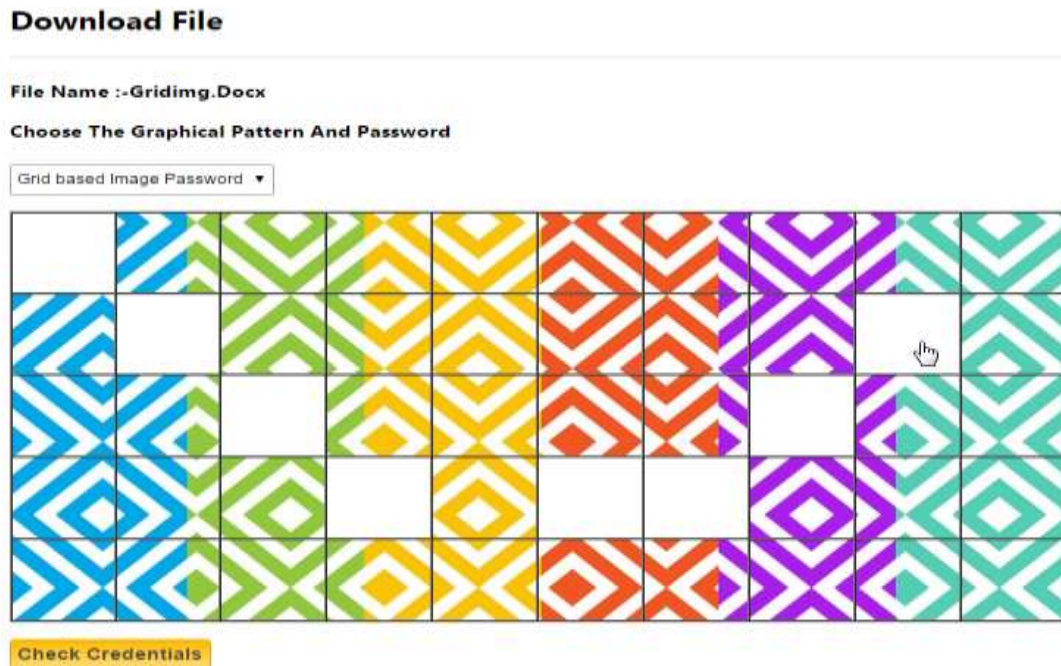 Download File
File Name :-Gridimg.Docx
Choose The Graphical Pattern And Password
Grid based Image Password
Check Credentials